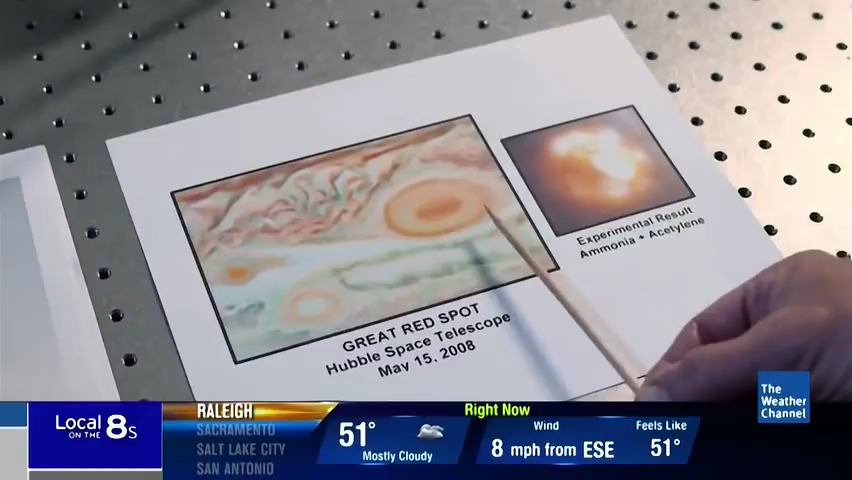 GREAT RED SPOT
Hubble Space Telescope
May 15, 2008
Experimental Result
Ammonia + Acetylene
The
Weather
Channel
Local
ON THE 8s
RALEIGH
SACRAMENTO
SALT LAKE CITY
SAN ANTONIO
Right Now
51°
Mostly Cloudy
Wind
8 mph from ESE
Feels Like
51°